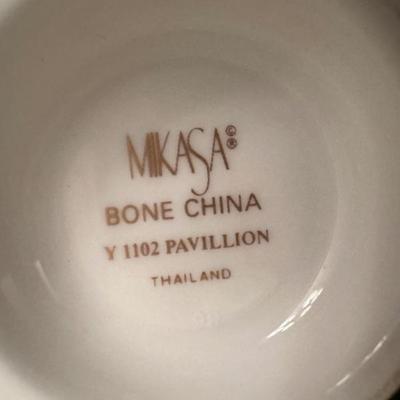 MIKASA©®
BONE CHINA
Y 1102 PAVILLION
THAILAND